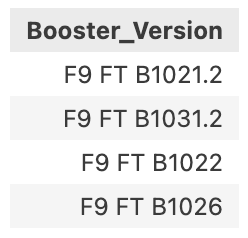 Booster_Version
F9 FT B1021.2
F9 FT B1031.2
F9 FT B1022
F9 FT B1026